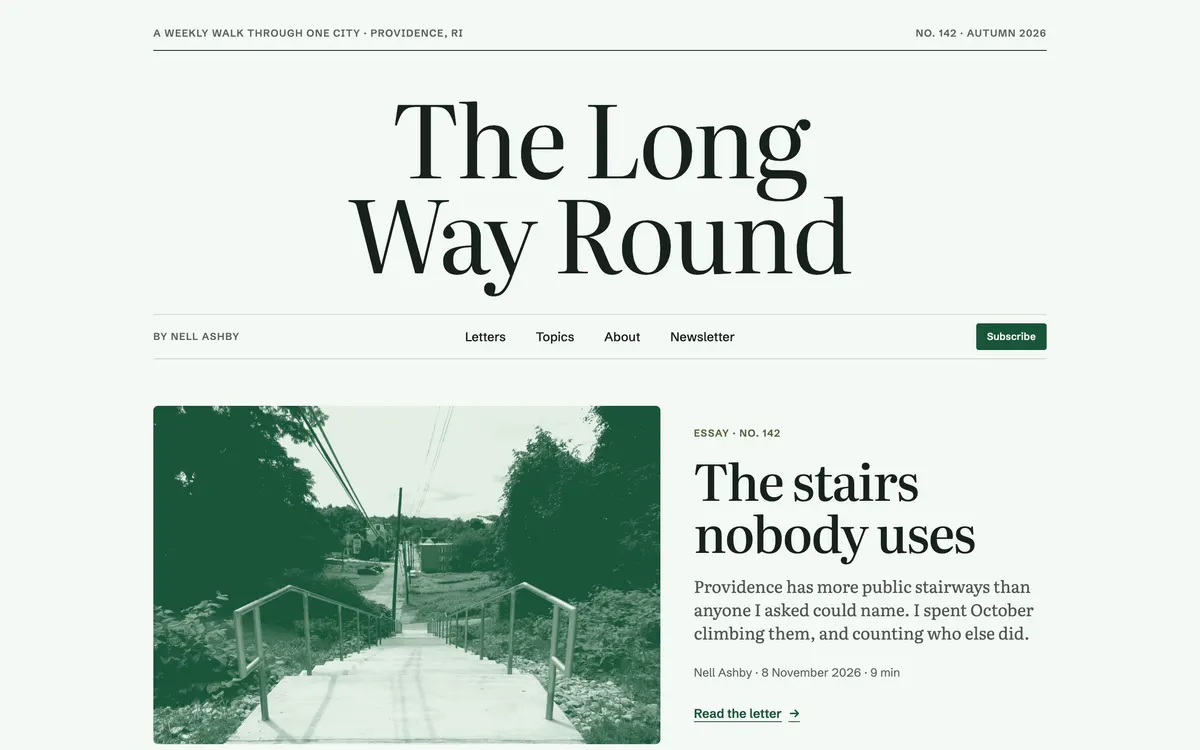 A WEEKLY WALK THROUGH ONE CITY · PROVIDENCE, RI
NO. 142 · AUTUMN 2026
The Long
Way Round
BY NELL ASHBY
Letters
Topics
About
Newsletter
Subscribe
ESSAY · NO. 142
The stairs
nobody uses
Providence has more public stairways than
anyone I asked could name. I spent October
climbing them, and counting who else did.
Nell Ashby · 8 November 2026 · 9 min
Read the letter →